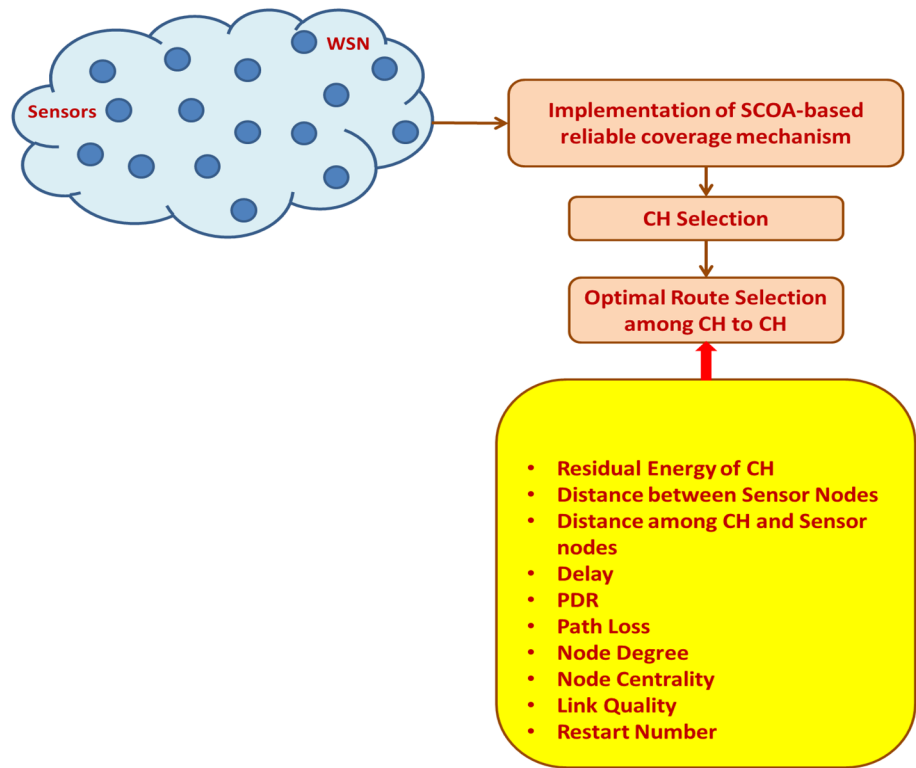 WSN
Sensors
Implementation of SCOA-based
reliable coverage mechanism
CH Selection
Optimal Route Selection
among CH to CH
• Residual Energy of CH
• Distance between Sensor Nodes
• Distance among CH and Sensor
nodes
• Delay
• PDR
• Path Loss
• Node Degree
• Node Centrality
• Link Quality
• Restart Number